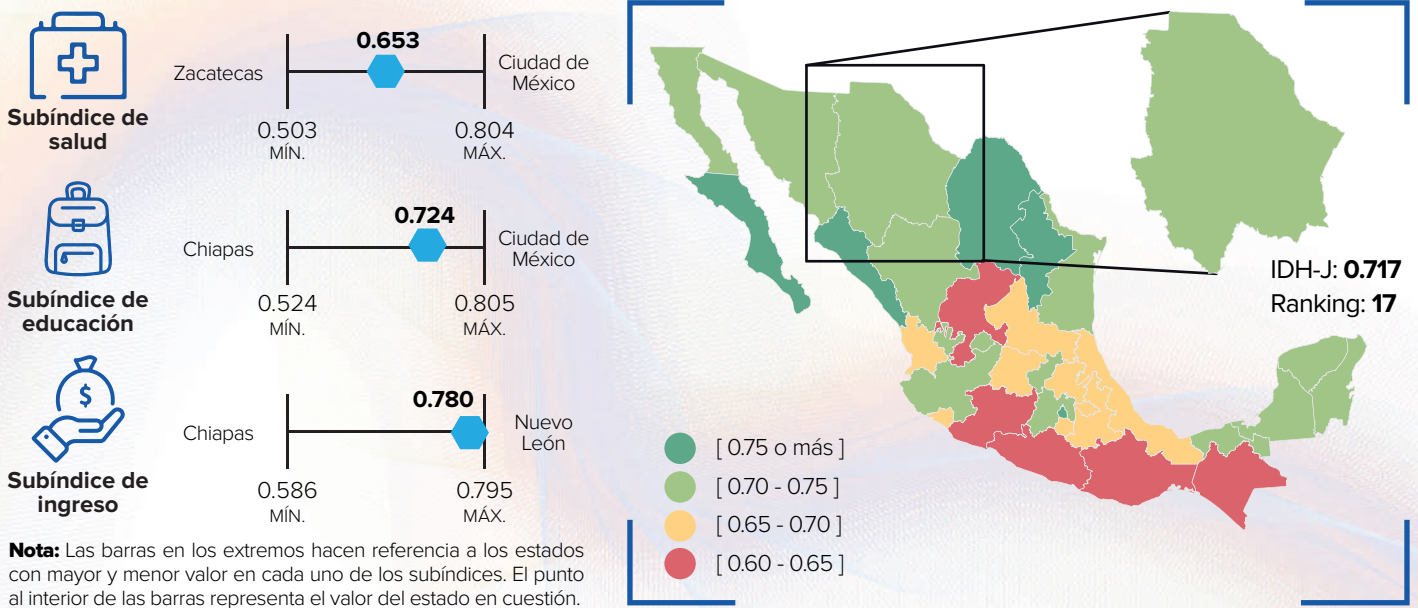 Subíndice de
salud
Zacatecas
0.653
Ciudad de
México
0.503
MÍN.
0.804
MÁX.
Subíndice de
educación
Chiapas
0.724
Ciudad de
México
0.524
MÍN.
0.805
MÁX.
$
Subíndice de
ingreso
Chiapas
0.780
Nuevo
León
0.586
MÍN.
0.795
MÁX.
Nota: Las barras en los extremos hacen referencia a los estados
con mayor y menor valor en cada uno de los subíndices. El punto
al interior de las barras representa el valor del estado en cuestión.
IDH-J: 0.717
Ranking: 17
[ 0.75 o más ]
[ 0.70 - 0.75 ]
[ 0.65 - 0.70 ]
[ 0.60 - 0.65 ]